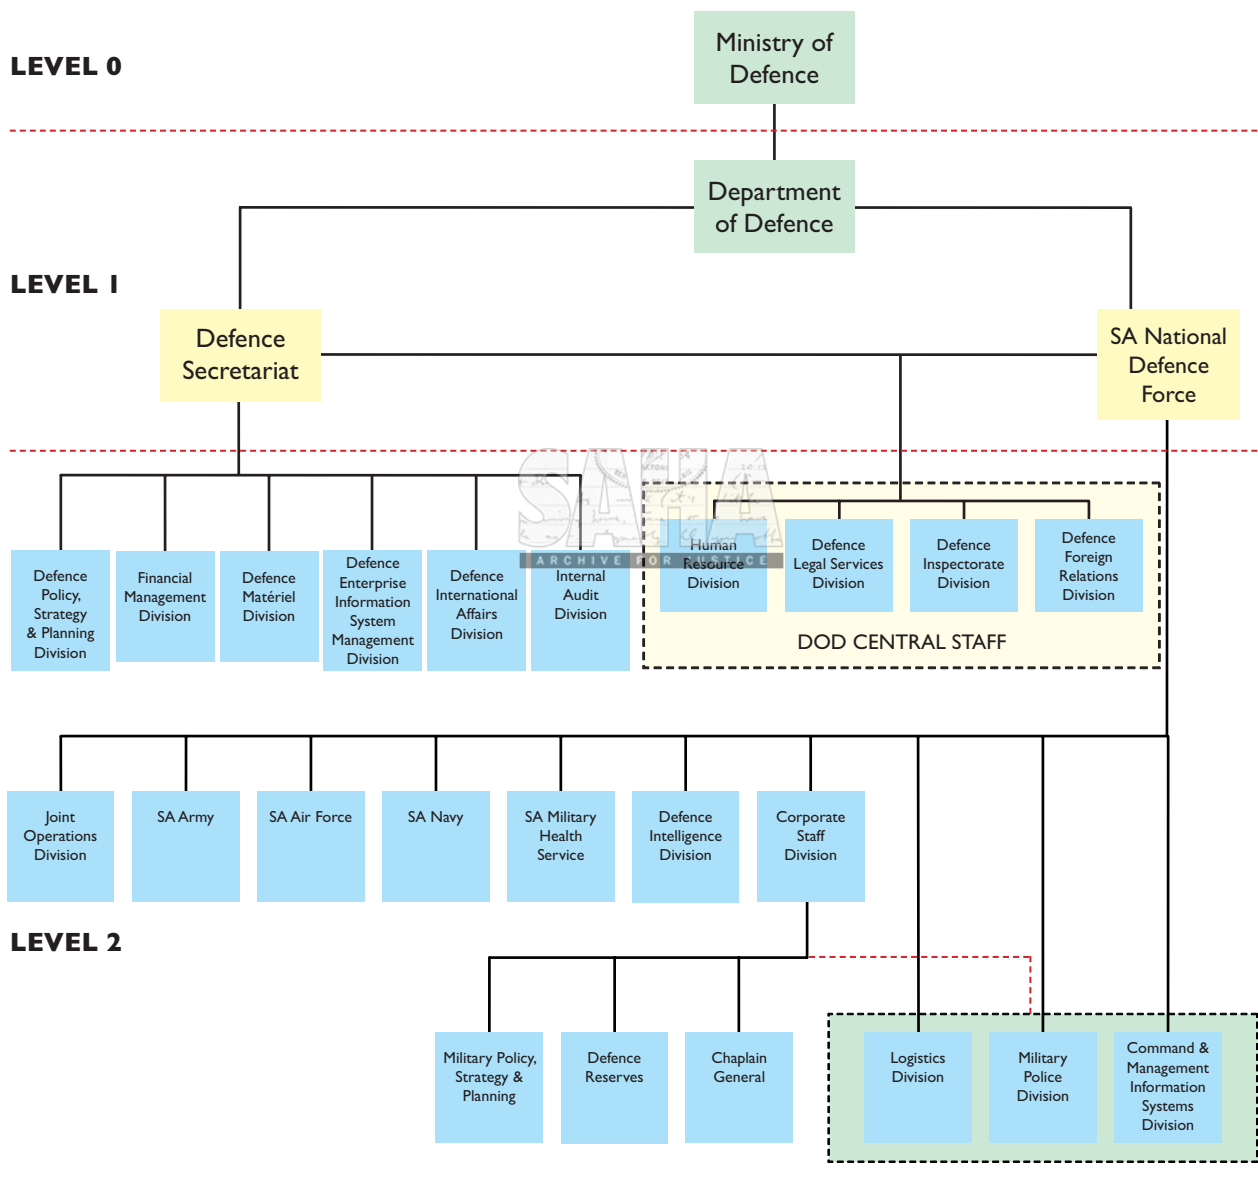 LEVEL 0
Ministry of
Defence
Department
of Defence
LEVEL 1
Defence
Secretariat
SA National
Defence
Force
SAHA
ARCHIVE FOR JUSTICE
Defence
Policy,
Strategy
& Planning
Division
Financial
Management
Division
Defence
Matériel
Division
Defence
Enterprise
Information
System
Management
Division
Defence
International
Affairs
Division
Internal
Audit
Division
Human
Resource
Division
Defence
Legal Services
Division
Defence
Inspectorate
Division
Defence
Foreign
Relations
Division
DOD CENTRAL STAFF
Joint
Operations
Division
SA Army
SA Air Force
SA Navy
SA Military
Health
Service
Defence
Intelligence
Division
Corporate
Staff
Division
LEVEL 2
Military Policy,
Strategy &
Planning
Defence
Reserves
Chaplain
General
Logistics
Division
Military
Police
Division
Command &
Management
Information
Systems
Division